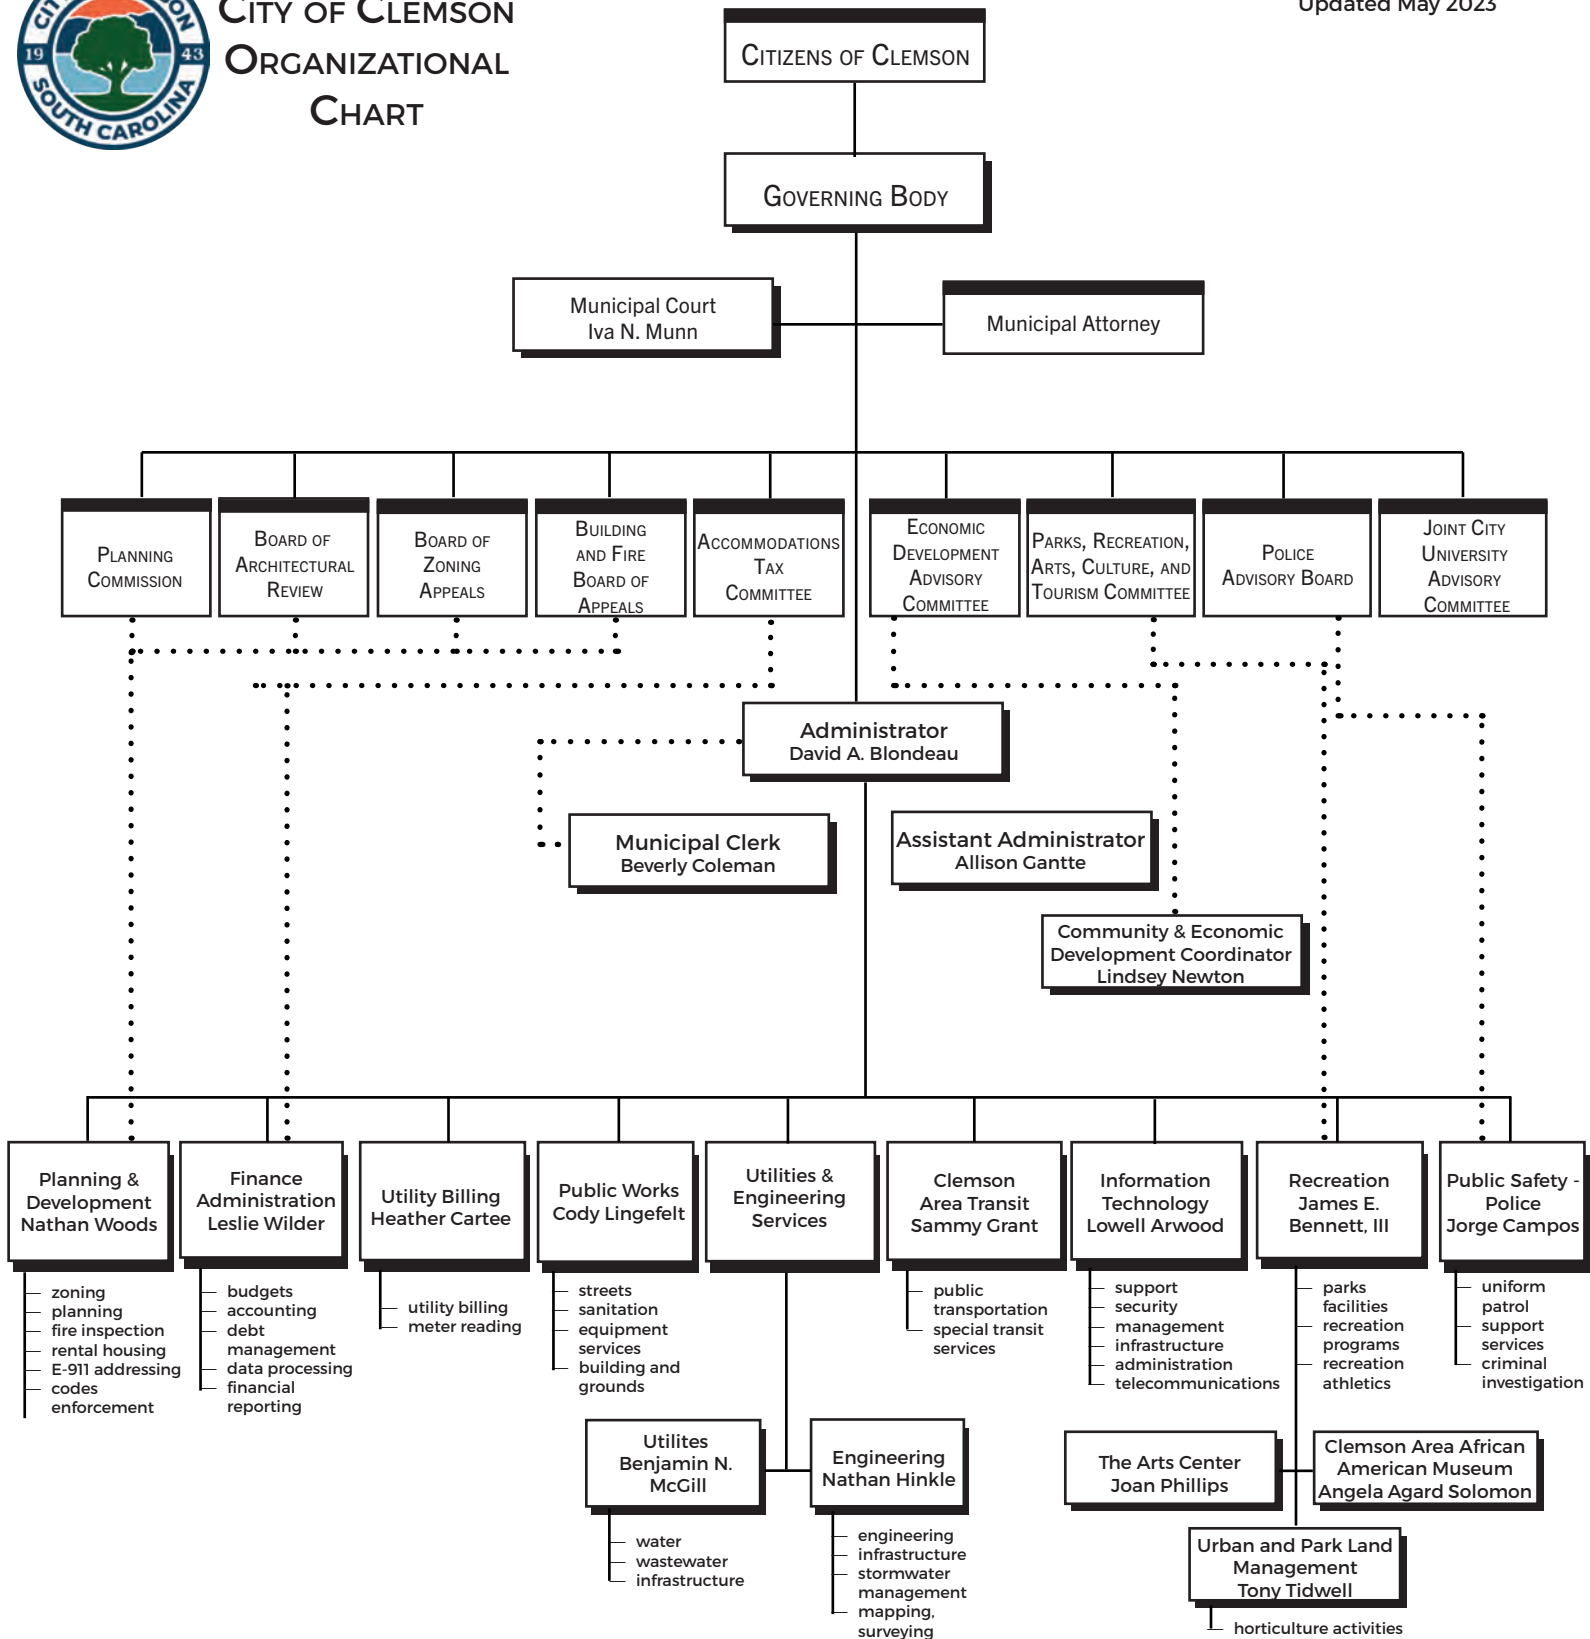 CITY OF CLEMSON
ORGANIZATIONAL
CHART
19 43
SOUTH CAROLINA
Updated May 2023
CITIZENS OF CLEMSON
GOVERNING BODY
Municipal Court
Iva N. Munn
Municipal Attorney
PLANNING
COMMISSION
BOARD OF
ARCHITECTURAL
REVIEW
BOARD OF
ZONING
APPEALS
BUILDING
AND FIRE
BOARD OF
APPEALS
ACCOMMODATIONS
TAX
COMMITTEE
ECONOMIC
DEVELOPMENT
ADVISORY
COMMITTEE
PARKS, RECREATION,
ARTS, CULTURE, AND
TOURISM COMMITTEE
POLICE
ADVISORY BOARD
JOINT CITY
UNIVERSITY
ADVISORY
COMMITTEE
Administrator
David A. Blondeau
Municipal Clerk
Beverly Coleman
Assistant Administrator
Allison Gantte
Community & Economic
Development Coordinator
Lindsey Newton
Planning &
Development
Nathan Woods
zoning
planning
fire inspection
rental housing
E-911 addressing
codes
enforcement
Finance
Administration
Leslie Wilder
budgets
accounting
debt
management
data processing
financial
reporting
Utility Billing
Heather Cartee
utility billing
meter reading
Public Works
Cody Lingefelt
streets
sanitation
equipment
services
building and
grounds
Utilities &
Engineering
Services
Utilites
Benjamin N.
McGill
water
wastewater
infrastructure
Engineering
Nathan Hinkle
engineering
infrastructure
stormwater
management
mapping,
surveying
Clemson
Area Transit
Sammy Grant
public
transportation
special transit
services
Information
Technology
Lowell Arwood
support
security
management
infrastructure
administration
telecommunications
Recreation
James E.
Bennett, III
parks
facilities
recreation
programs
recreation
athletics
The Arts Center
Joan Phillips
Clemson Area African
American Museum
Angela Agard Solomon
Urban and Park Land
Management
Tony Tidwell
horticulture activities
Public Safety -
Police
Jorge Campos
uniform
patrol
support
services
criminal
investigation